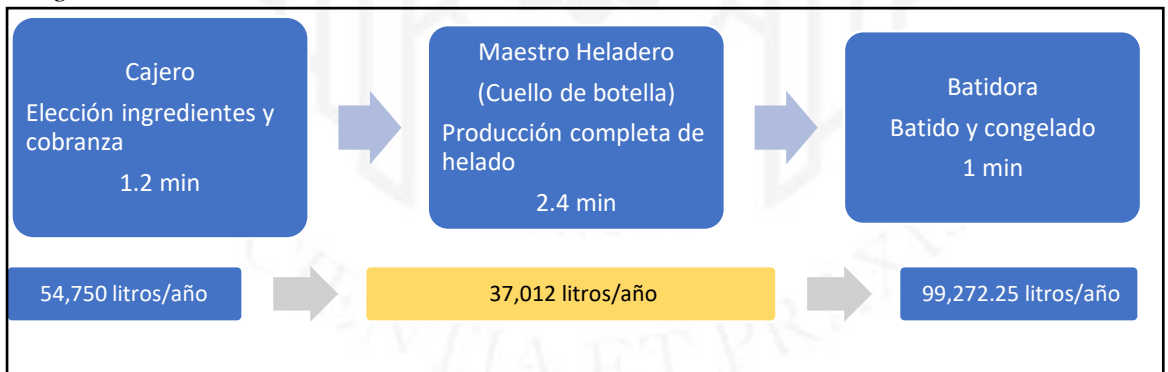 Cajero
Elección ingredientes y
cobranza
1.2 min
Maestro Heladero
(Cuello de botella)
Producción completa de
helado
2.4 min
Batidora
Batido y congelado
1 min
54,750 litros/año
37,012 litros/año
99,272.25 litros/año